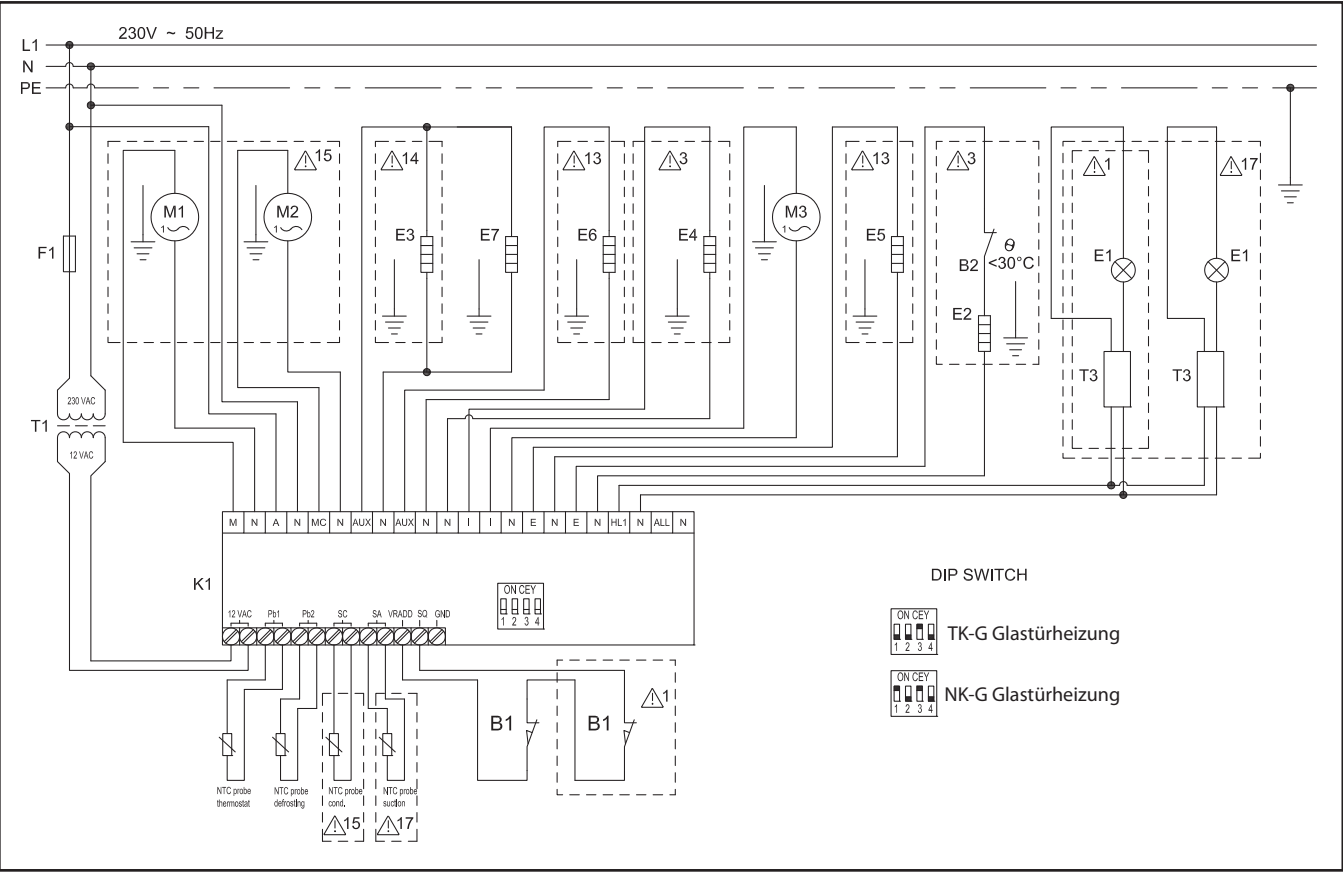 230V ~ 50Hz
L1
N
PE
15
14
13
3
13
3
1
17
M1
1
M2
1
E3
E7
E6
E4
M3
1
E5
B2
θ
<30°C
E2
E1
E1
F1
T3
T3
230 VAC
T1
12 VAC
M N A N MC N AUX N AUX N N I I N E N E N HL1 N ALL N
K1
ON CEY
1 2 3 4
12 VAC Pb1 Pb2 SC SA VRADD SQ GND
DIP SWITCH
ON CEY
1 2 3 4
TK-G Glastürheizung
ON CEY
1 2 3 4
NK-G Glastürheizung
B1
B1
1
NTC probe
thermostat
NTC probe
defrosting
NTC probe
cond.
NTC probe
suction
15
17